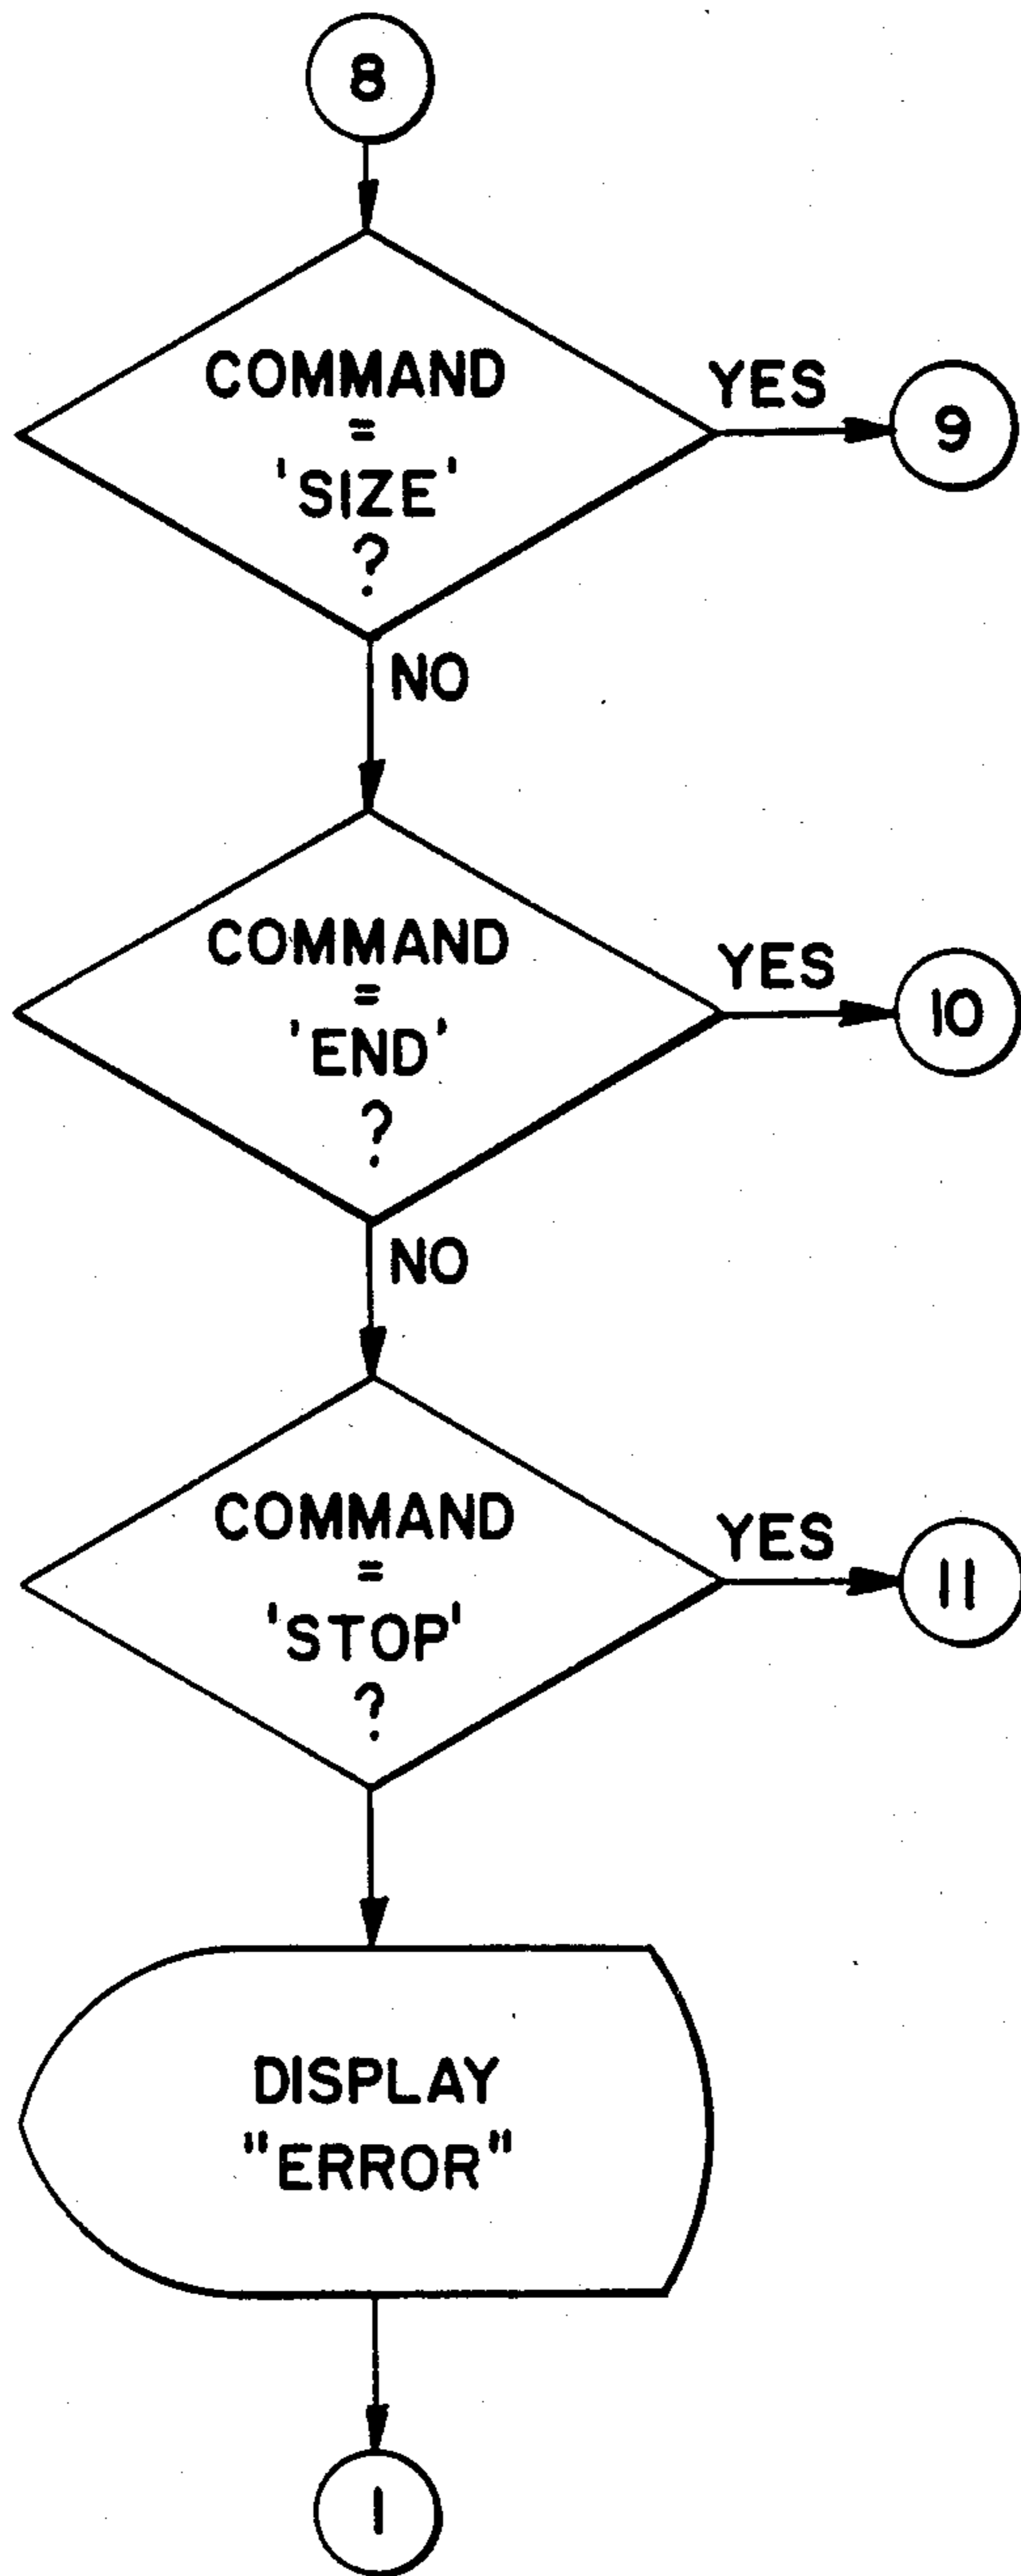 8
COMMAND
=
'SIZE'
?
YES
9
NO
COMMAND
=
'END'
?
YES
10
NO
COMMAND
=
'STOP'
?
YES
11
DISPLAY
"ERROR"
1